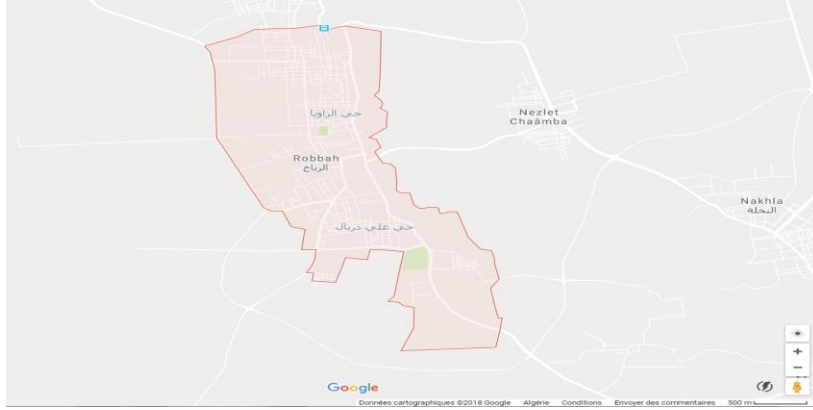 حي الزاويا
Nezlet
Chaâmba
Robbah
الرباح
Nakhla
النخلة
حي علي دربال
Google
Données cartographiques ©2018 Google Algérie Conditions Envoyer des commentaires 500 m